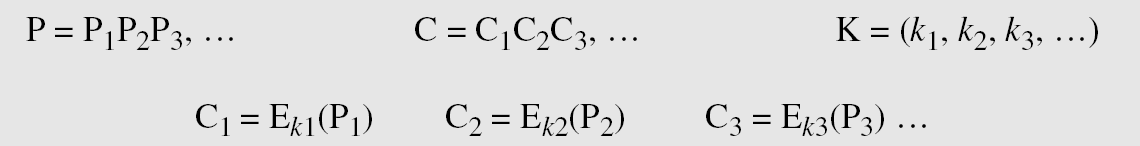 P = P₁P₂P₃, … C = C₁C₂C₃, … K = (k₁, k₂, k₃, …)
C₁ = Eₖ₁(P₁) C₂ = Eₖ₂(P₂) C₃ = Eₖ₃(P₃) …